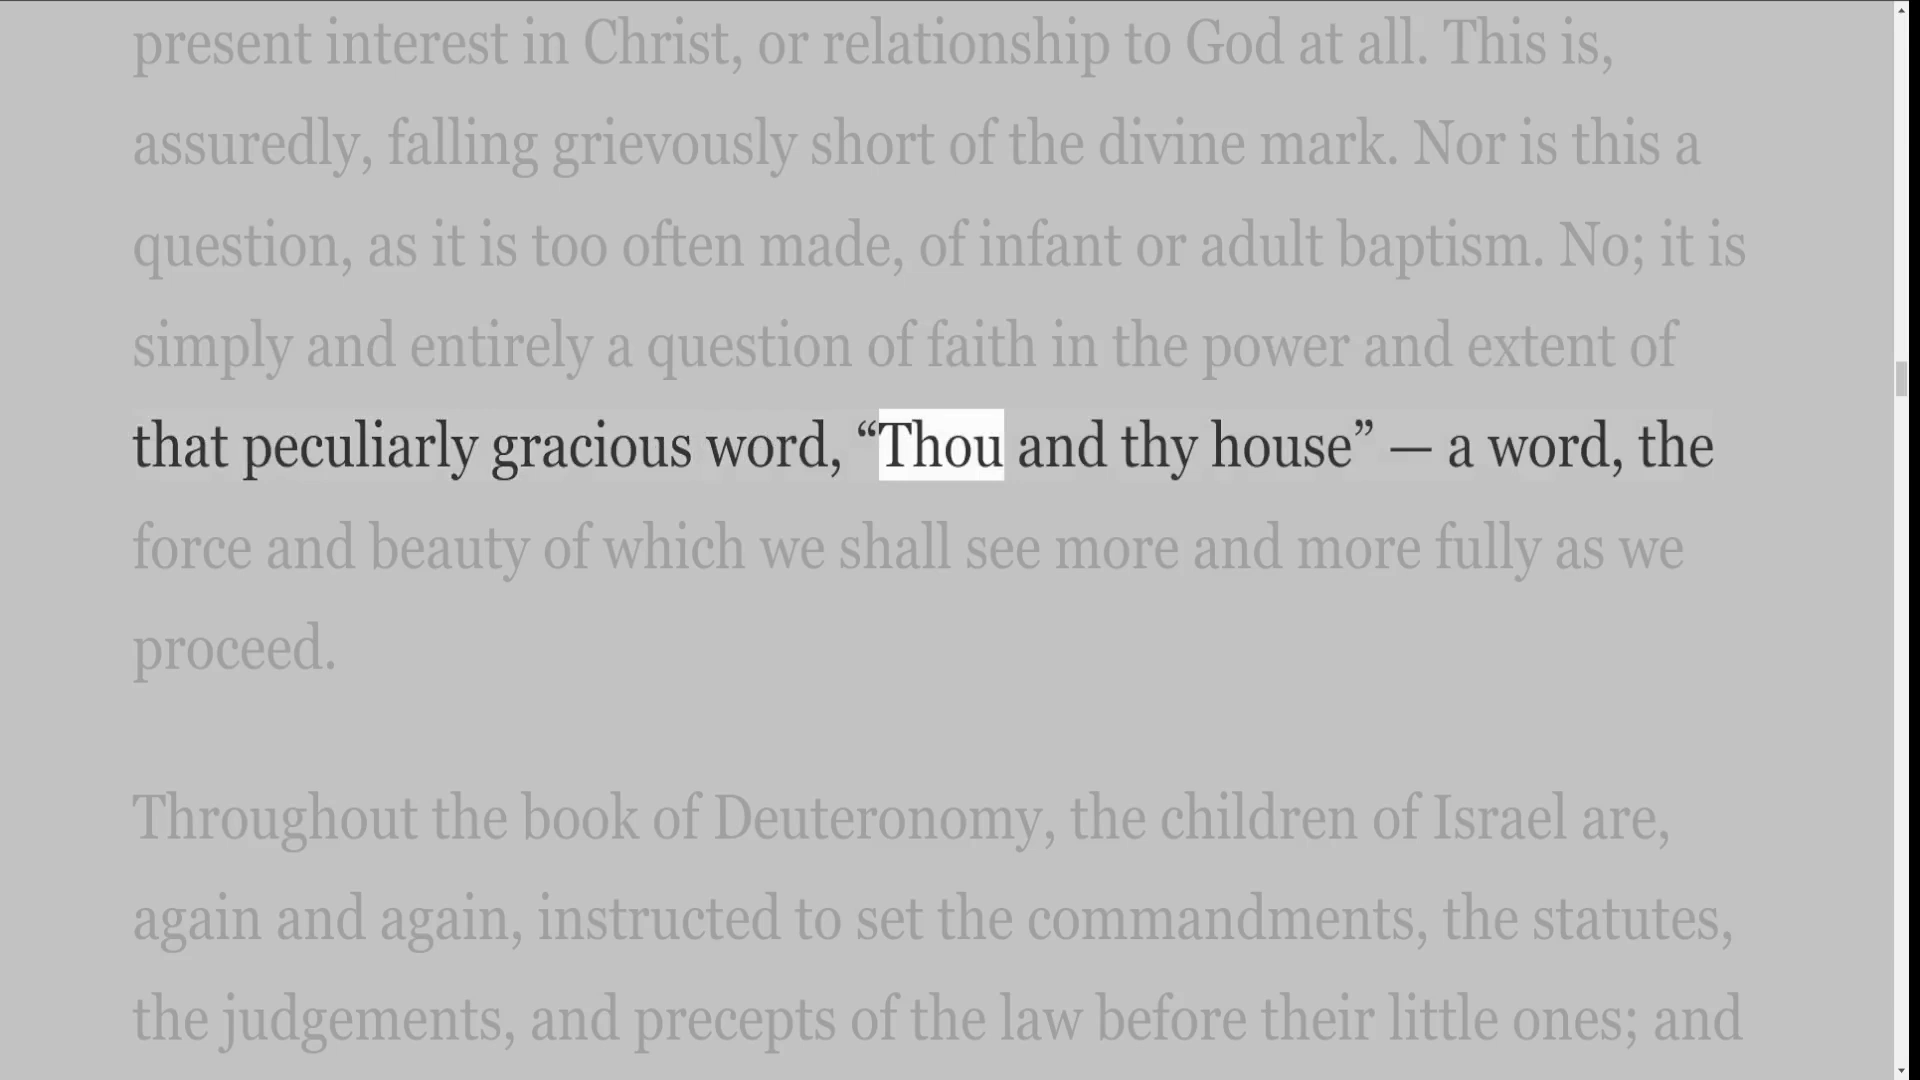 present interest in Christ, or relationship to God at all. This is,
assuredly, falling grievously short of the divine mark. Nor is this a
question, as it is too often made, of infant or adult baptism. No; it is
simply and entirely a question of faith in the power and extent of
that peculiarly gracious word, “Thou and thy house” — a word, the
force and beauty of which we shall see more and more fully as we
proceed.
Throughout the book of Deuteronomy, the children of Israel are,
again and again, instructed to set the commandments, the statutes,
the judgements, and precepts of the law before their little ones; and